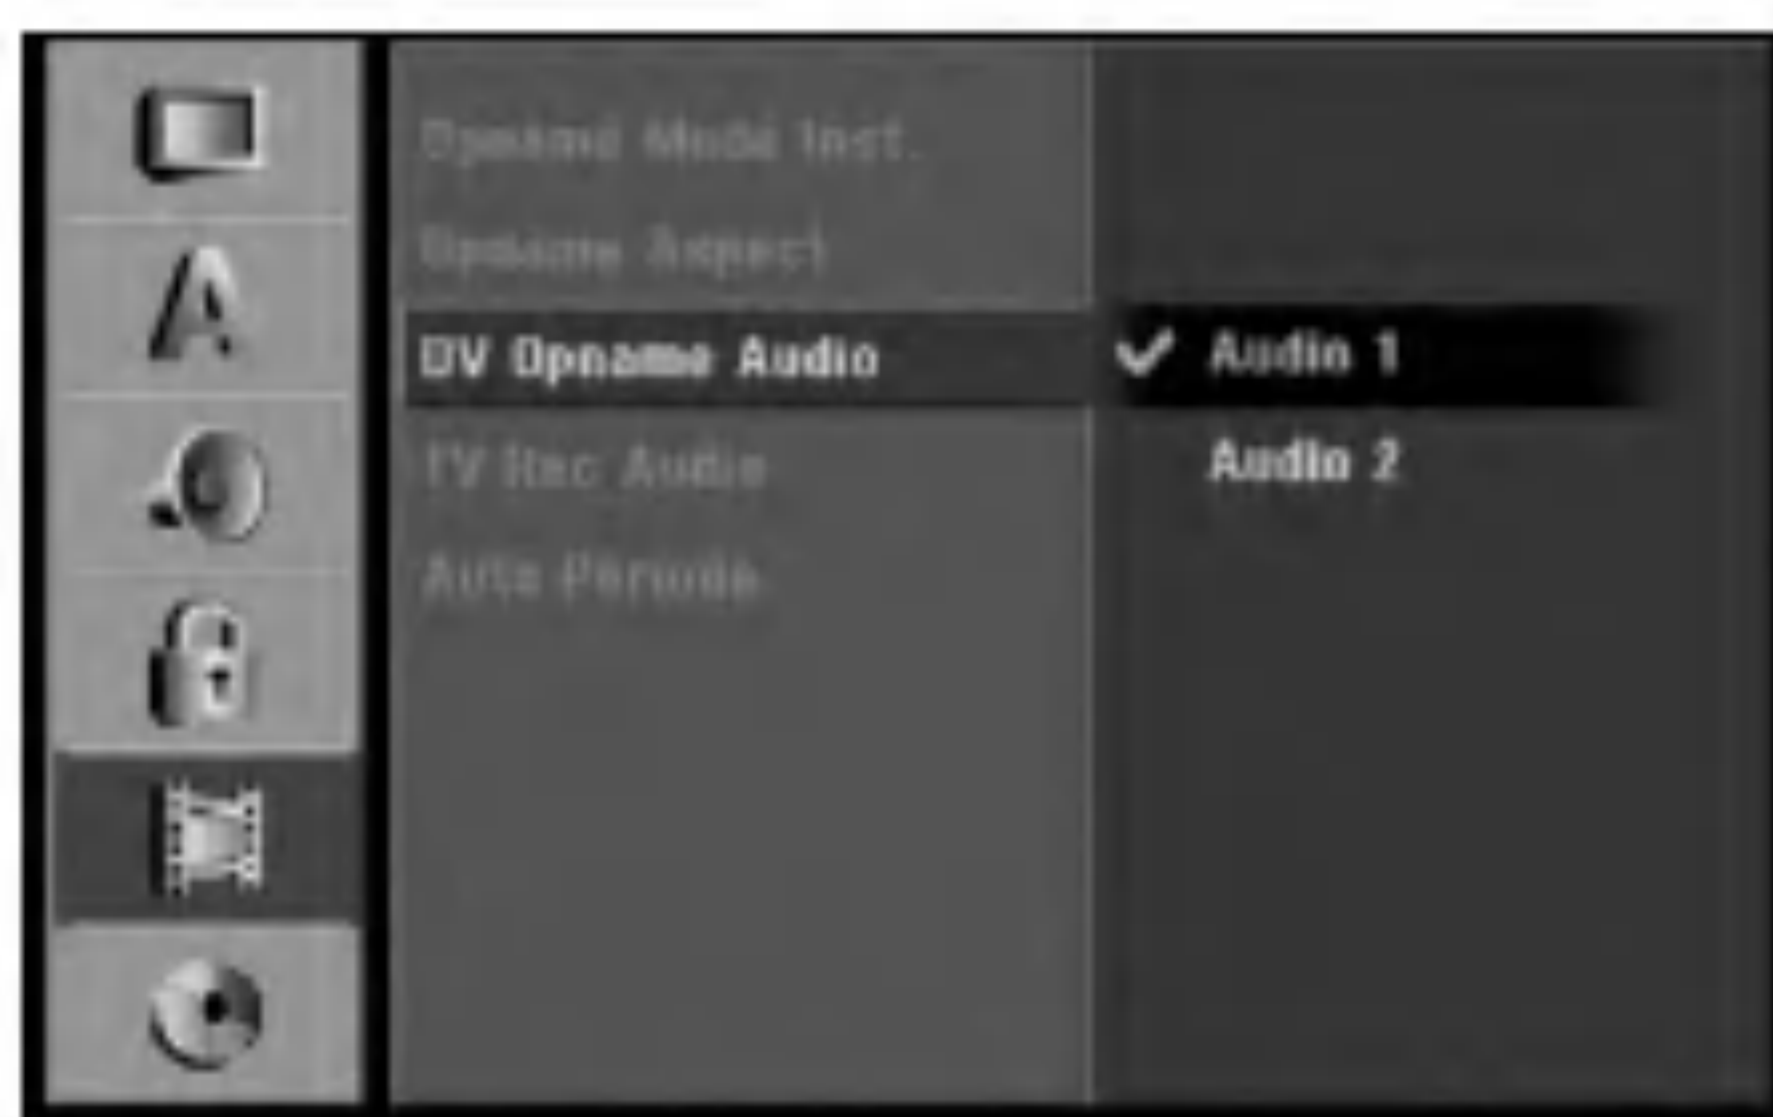 Opname Mode Inst.
Opname Aspect
DV Opname Audio
TV Rec Audio
Auto Periode
Audio 1
Audio 2